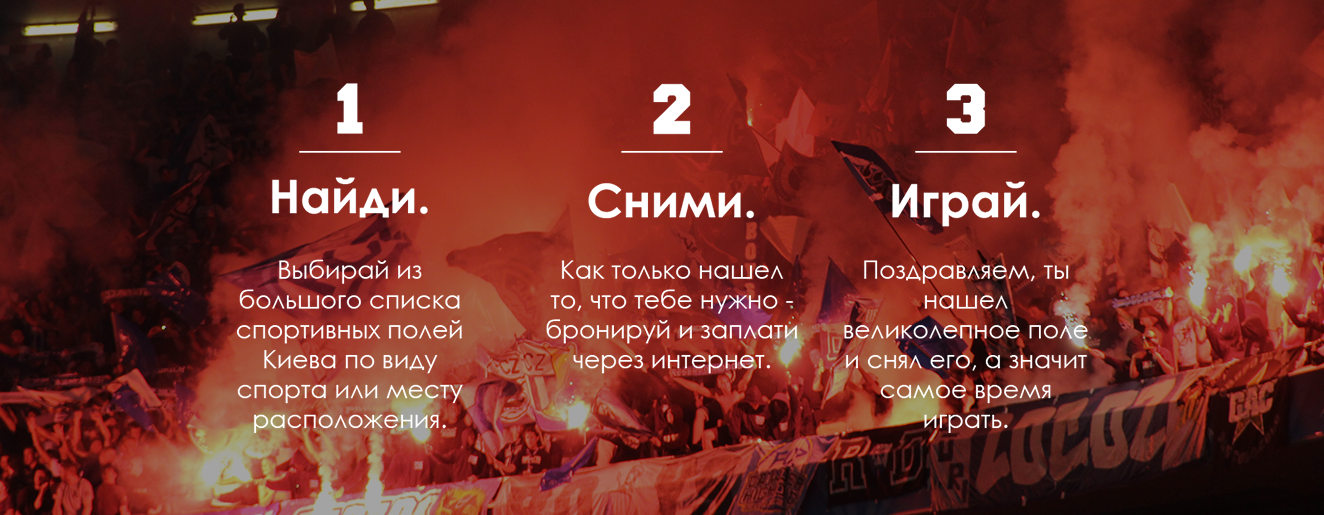 1
Найди.
Выбирай из
большого списка
спортивных полей
Киева по виду
спорта или месту
расположения.
2
Сними.
Как только нашел
то, что тебе нужно -
бронируй и заплати
через интернет.
3
Играй.
Поздравляем, ты
нашел
великолепное поле
и снял его, а значит
самое время
играть.